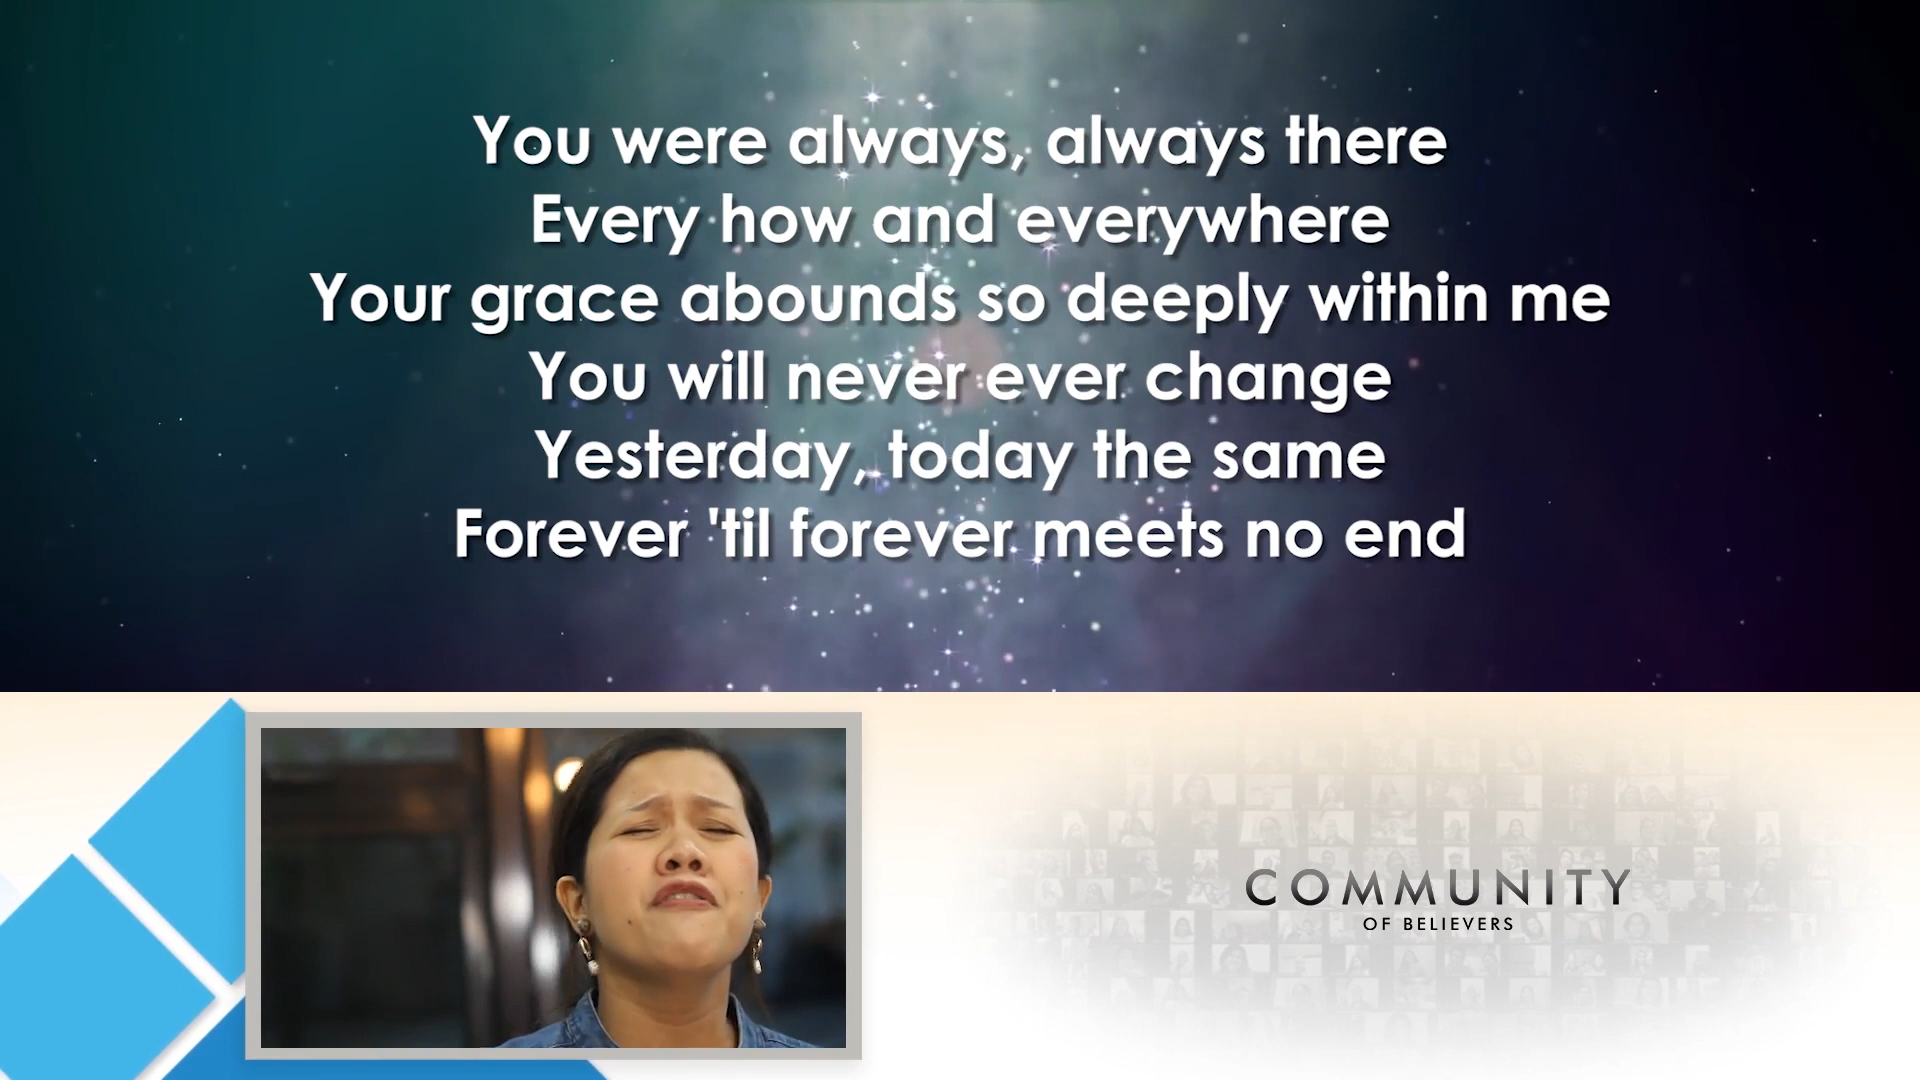 You were always, always there
Every how and everywhere
Your grace abounds so deeply within me
You will never ever change
Yesterday, today the same
Forever 'til forever meets no end
COMMUNITY
OF BELIEVERS